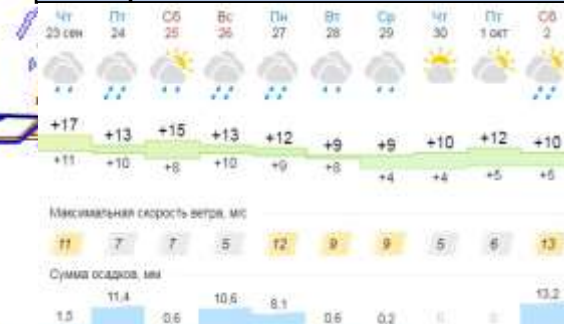 Чт Пт Сб Вс Пн Вт Ср Чт Пт Сб
23 сен 24 25 26 27 28 29 30 1 окт 2
+17 +13 +15 +13 +12 +9 +9 +10 +12 +10
+11 +10 +8 +10 +9 +8 +4 +4 +5 +6
Максимальная скорость ветра, м/с
11 7 7 5 12 9 9 5 6 13
Сумма осадков, мм
1,5 11,4 0,6 10,6 8,1 0,6 0,2 0 0 13,2